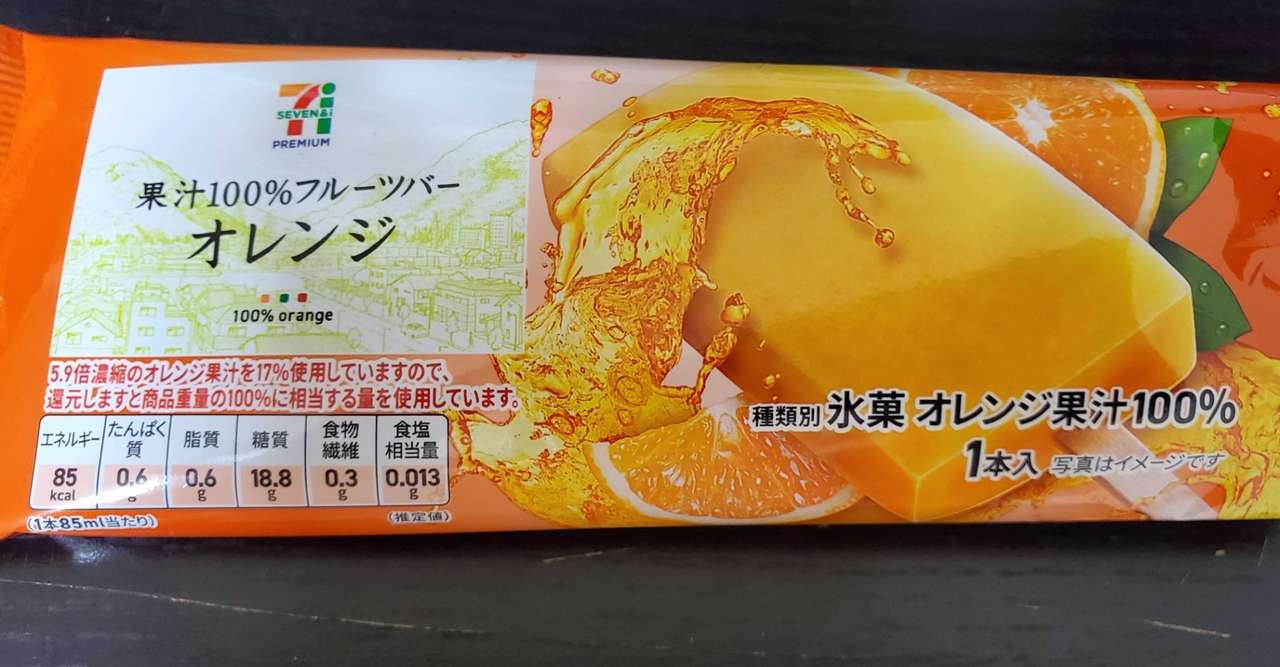 SEVEN&i
PREMIUM
果汁100%フルーツバー
オレンジ
100% orange
5.9倍濃縮のオレンジ果汁を17%使用していますので、
還元しますと商品重量の100%に相当する量を使用しています。
エネルギー たんぱく質 脂質 糖質 食物繊維 食塩相当量
85kcal 0.6g 0.6g 18.8g 0.3g 0.013g
(1本85ml当たり) (推定値)
種類別 氷菓 オレンジ果汁100%
1本入 写真はイメージです